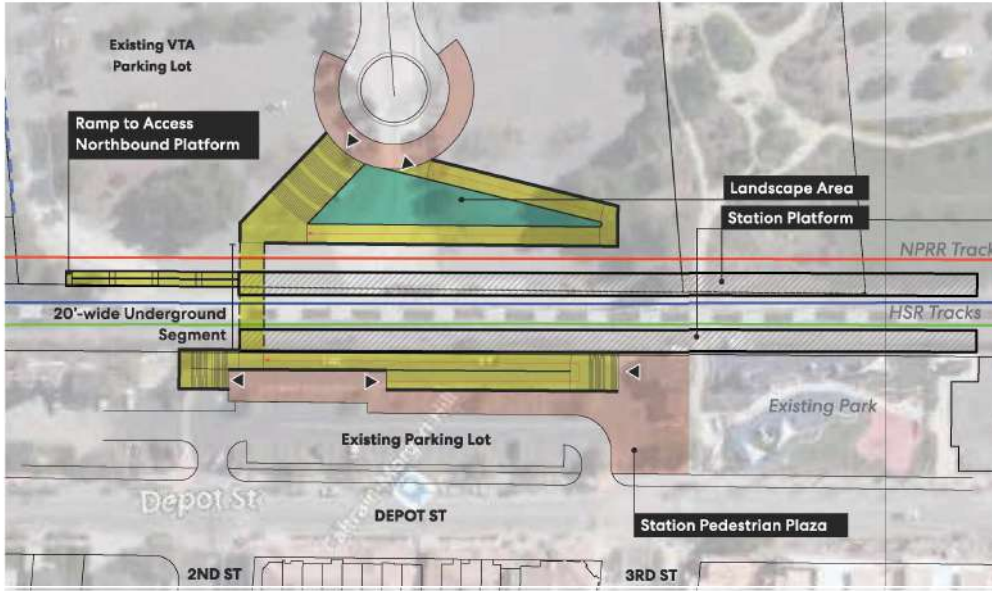 Existing VTA
Parking Lot
Ramp to Access
Northbound Platform
Landscape Area
Station Platform
NPRR Track
20'-wide Underground
Segment
HSR Tracks
Existing Park
Existing Parking Lot
Depot St
DEPOT ST
Station Pedestrian Plaza
2ND ST
3RD ST